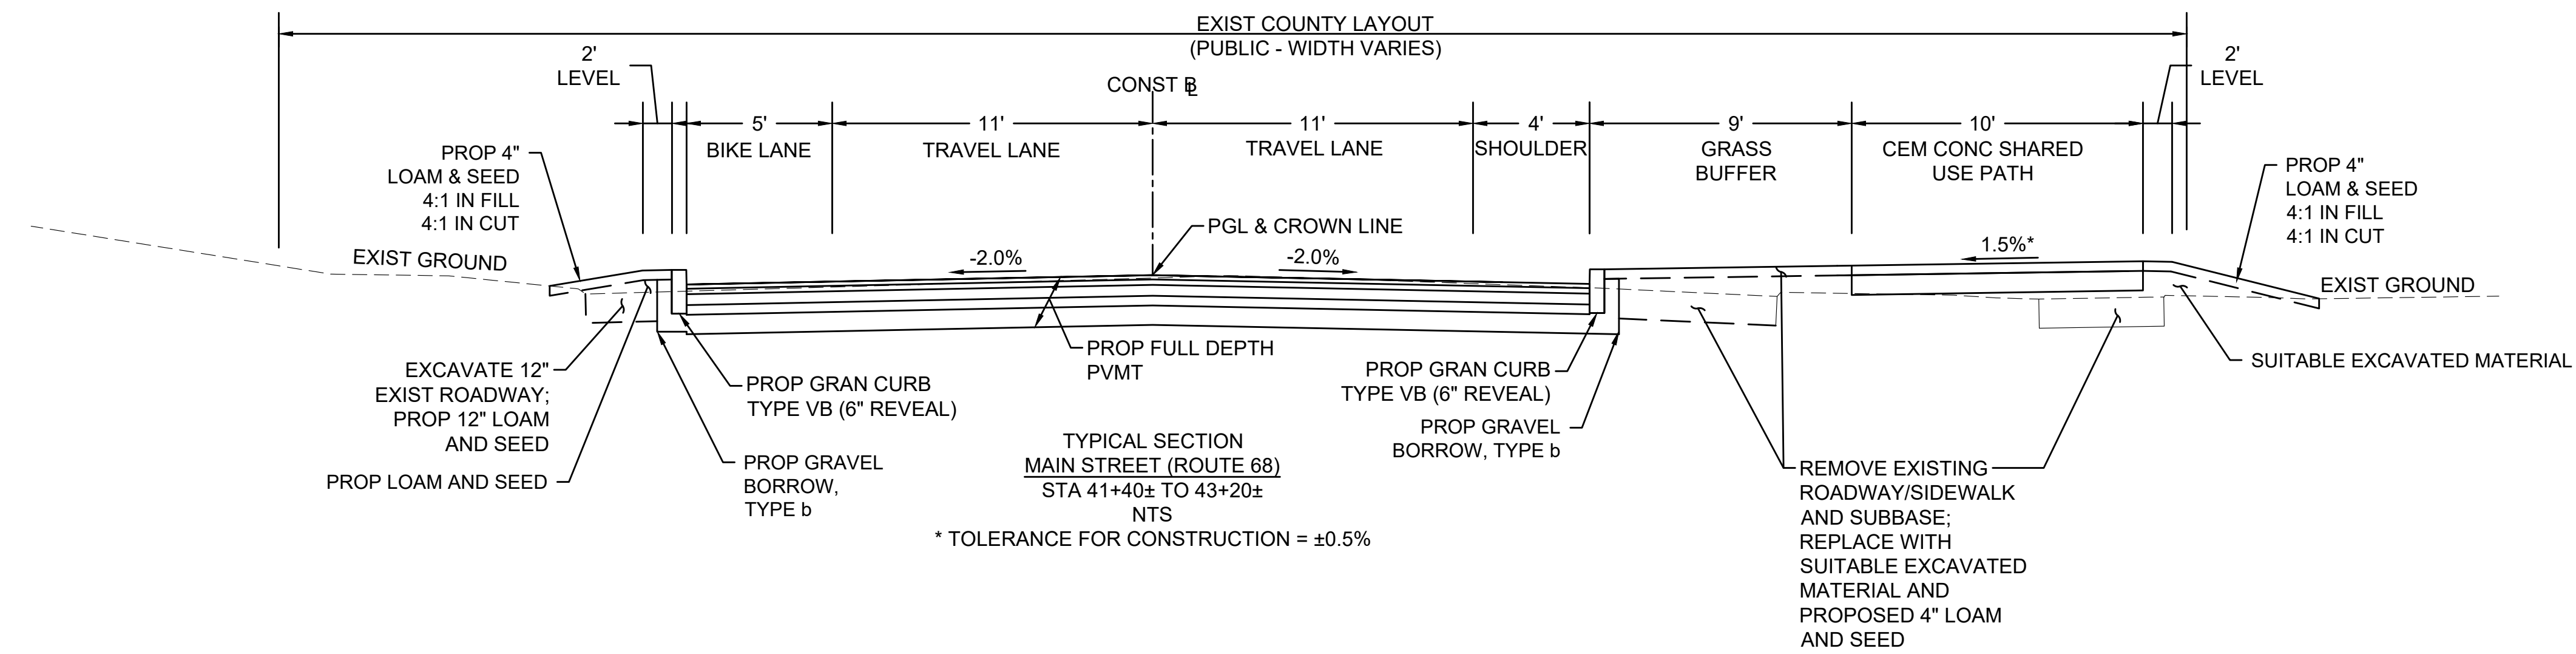 EXIST COUNTY LAYOUT
(PUBLIC - WIDTH VARIES)
2'
LEVEL
CONST BL
2'
LEVEL
5'
BIKE LANE
11'
TRAVEL LANE
11'
TRAVEL LANE
4'
SHOULDER
9'
GRASS
BUFFER
10'
CEM CONC SHARED
USE PATH
PROP 4"
LOAM & SEED
4:1 IN FILL
4:1 IN CUT
PROP 4"
LOAM & SEED
4:1 IN FILL
4:1 IN CUT
EXIST GROUND
PGL & CROWN LINE
-2.0%
-2.0%
1.5%*
EXIST GROUND
EXCAVATE 12"
EXIST ROADWAY;
PROP 12" LOAM
AND SEED
PROP LOAM AND SEED
PROP GRAN CURB
TYPE VB (6" REVEAL)
PROP GRAVEL
BORROW,
TYPE b
PROP FULL DEPTH
PVMT
PROP GRAN CURB
TYPE VB (6" REVEAL)
PROP GRAVEL
BORROW, TYPE b
SUITABLE EXCAVATED MATERIAL
REMOVE EXISTING
ROADWAY/SIDEWALK
AND SUBBASE;
REPLACE WITH
SUITABLE EXCAVATED
MATERIAL AND
PROPOSED 4" LOAM
AND SEED
TYPICAL SECTION
MAIN STREET (ROUTE 68)
STA 41+40± TO 43+20±
NTS
* TOLERANCE FOR CONSTRUCTION = ±0.5%